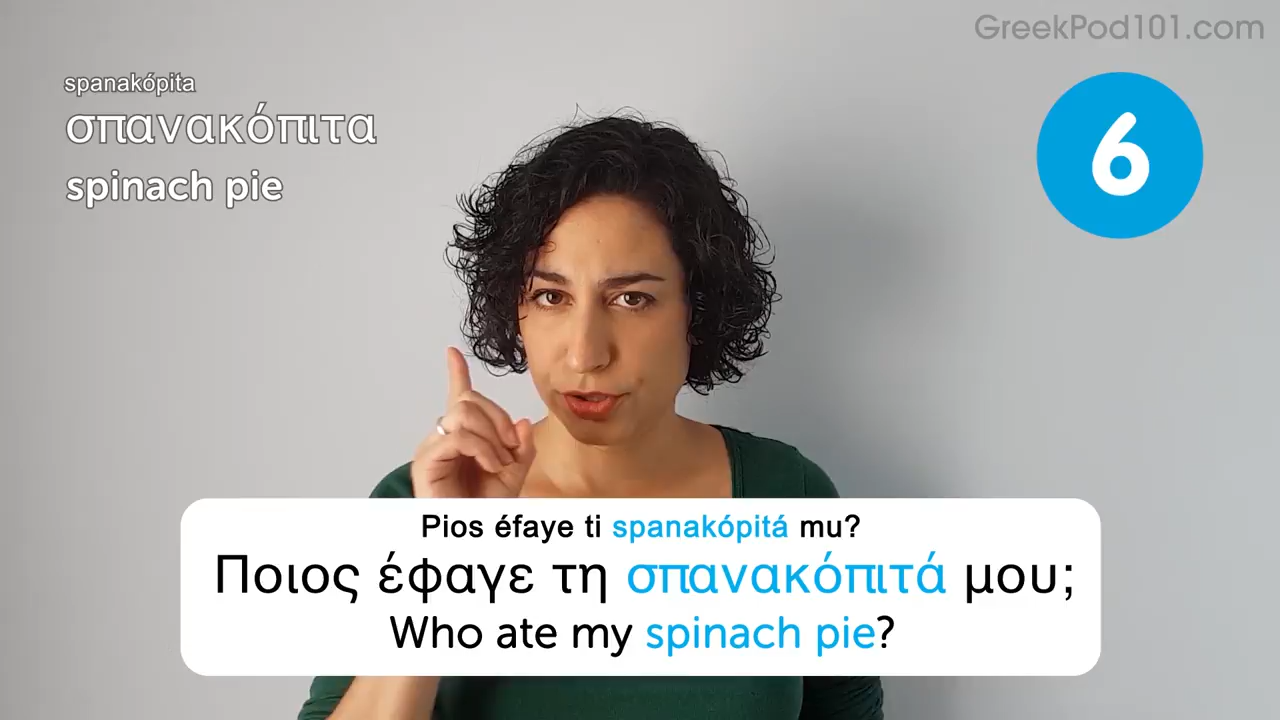 GreekPod101.com
spanakópita
σπανακόπιτα
spinach pie
6
Pios éfaye ti spanakópitá mu?
Ποιος έφαγε τη σπανακόπιτά μου;
Who ate my spinach pie?